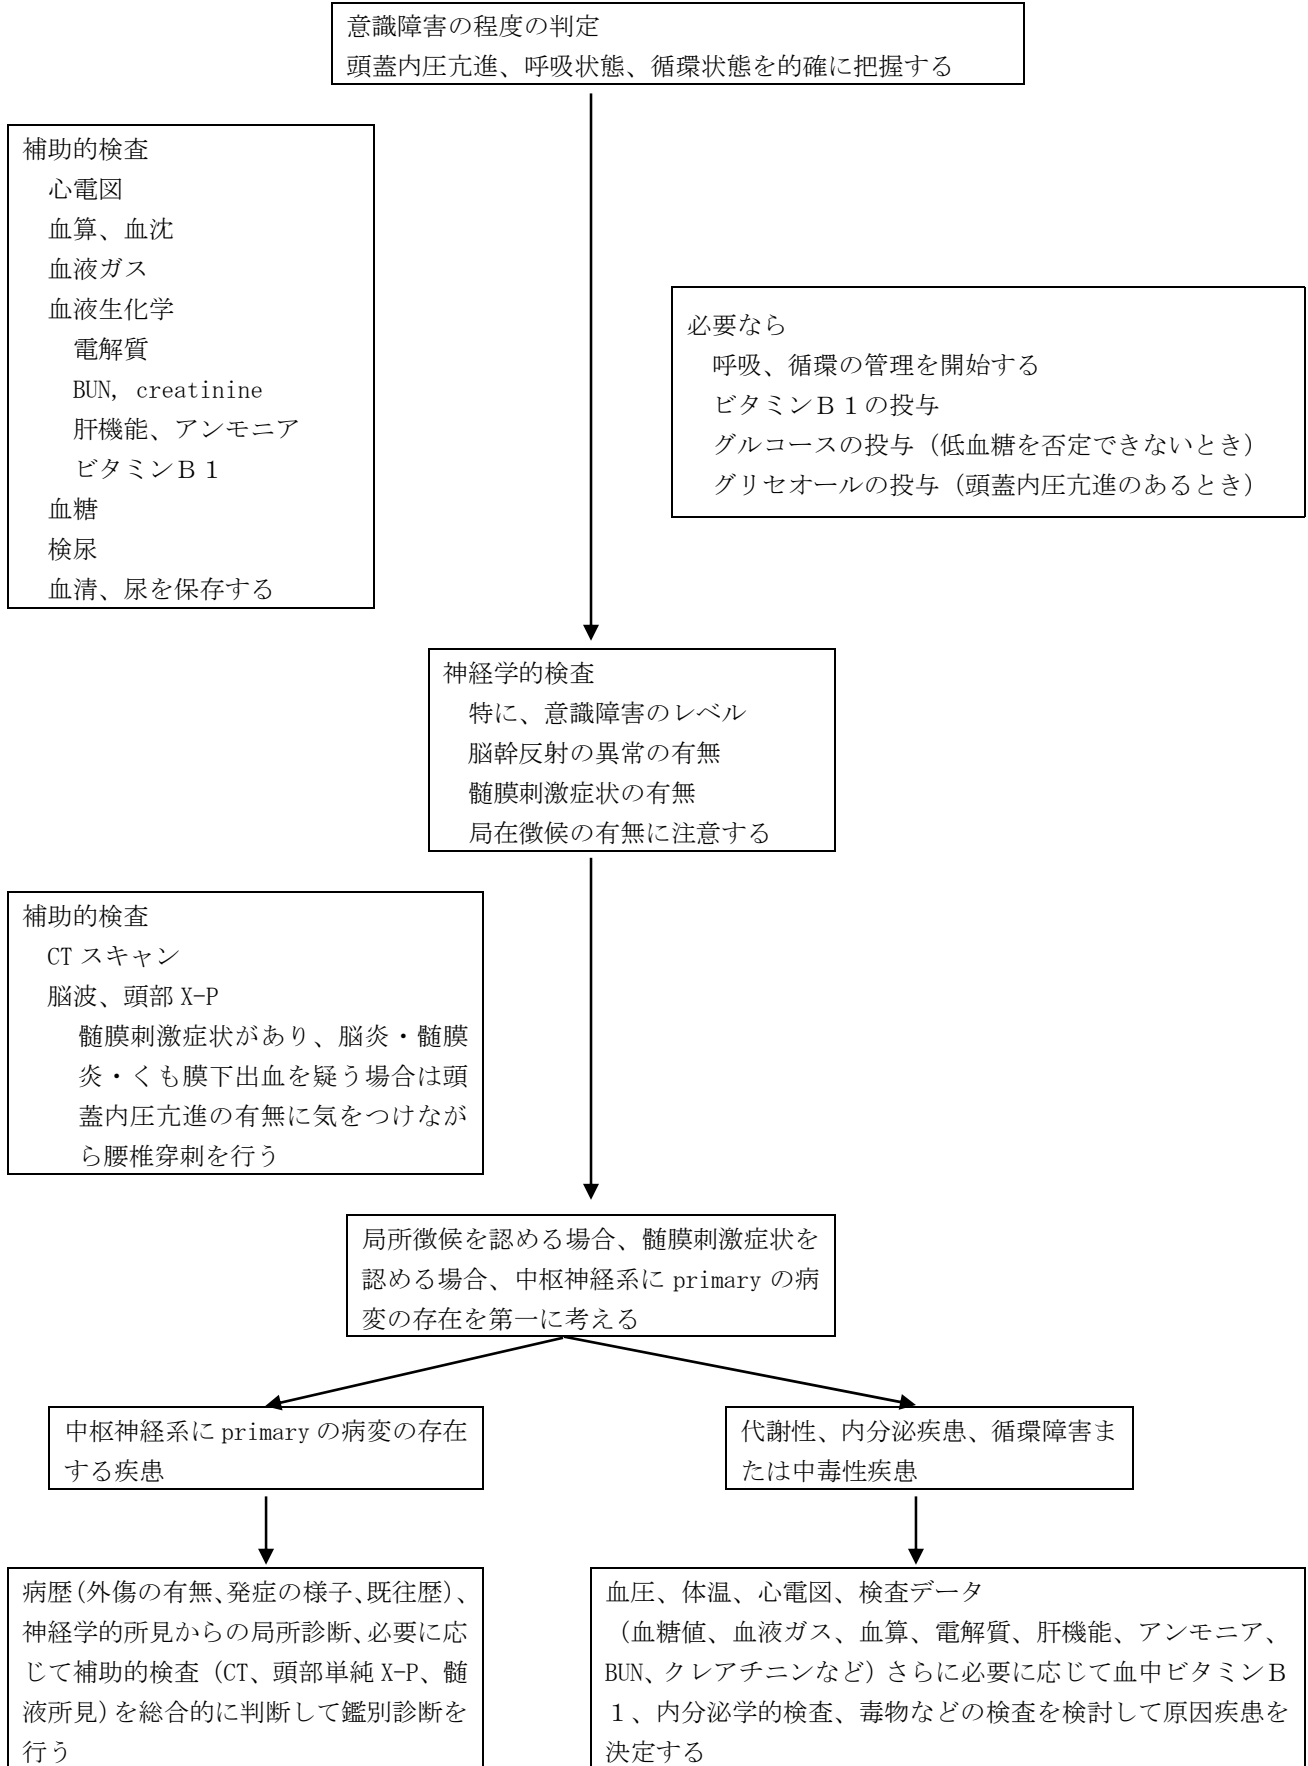 意識障害の程度の判定
頭蓋内圧亢進、呼吸状態、循環状態を的確に把握する
補助的検査
心電図
血算、血沈
血液ガス
血液生化学
電解質
BUN, creatinine
肝機能、アンモニア
ビタミンB1
血糖
検尿
血清、尿を保存する
必要なら
呼吸、循環の管理を開始する
ビタミンB1の投与
グルコースの投与（低血糖を否定できないとき）
グリセオールの投与（頭蓋内圧亢進のあるとき）
神経学的検査
特に、意識障害のレベル
脳幹反射の異常の有無
髄膜刺激症状の有無
局在徴候の有無に注意する
補助的検査
CT スキャン
脳波、頭部 X-P
髄膜刺激症状があり、脳炎・髄膜
炎・くも膜下出血を疑う場合は頭
蓋内圧亢進の有無に気をつけなが
ら腰椎穿刺を行う
局所徴候を認める場合、髄膜刺激症状を
認める場合、中枢神経系に primary の病
変の存在を第一に考える
中枢神経系に primary の病変の存在
する疾患
代謝性、内分泌疾患、循環障害ま
たは中毒性疾患
病歴（外傷の有無、発症の様子、既往歴）、
神経学的所見からの局所診断、必要に応
じて補助的検査（CT、頭部単純 X-P、髄
液所見）を総合的に判断して鑑別診断を
行う
血圧、体温、心電図、検査データ
（血糖値、血液ガス、血算、電解質、肝機能、アンモニア、
BUN、クレアチニンなど）さらに必要に応じて血中ビタミンB
１、内分泌学的検査、毒物などの検査を検討して原因疾患を
決定する